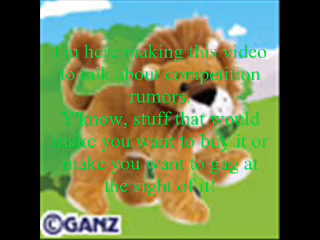 I'm here making this video
to talk about competition
rumors.
Y'know, stuff that would
make you want to buy it or
make you want to gag at
the sight of it!
©GANZ